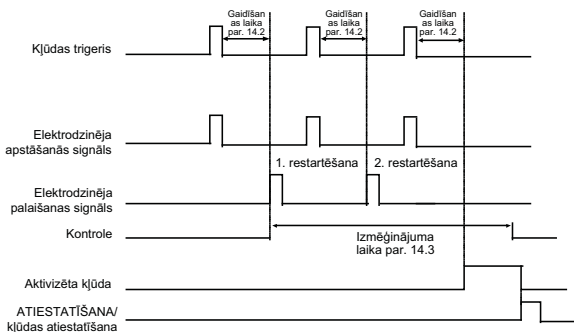 Gaidīšan
as laika
par. 14.2
Gaidīšan
as laika
par. 14.2
Gaidīšan
as laika
par. 14.2
Kļūdas trigeris
Elektrodzinēja
apstāšanās signāls
1. restartēšana
2. restartēšana
Elektrodzinēja
palaišanas signāls
Kontrole
Izmēģinājuma
laika par. 14.3
Aktivizēta kļūda
ATIESTATĪŠANA/
kļūdas atiestatīšana